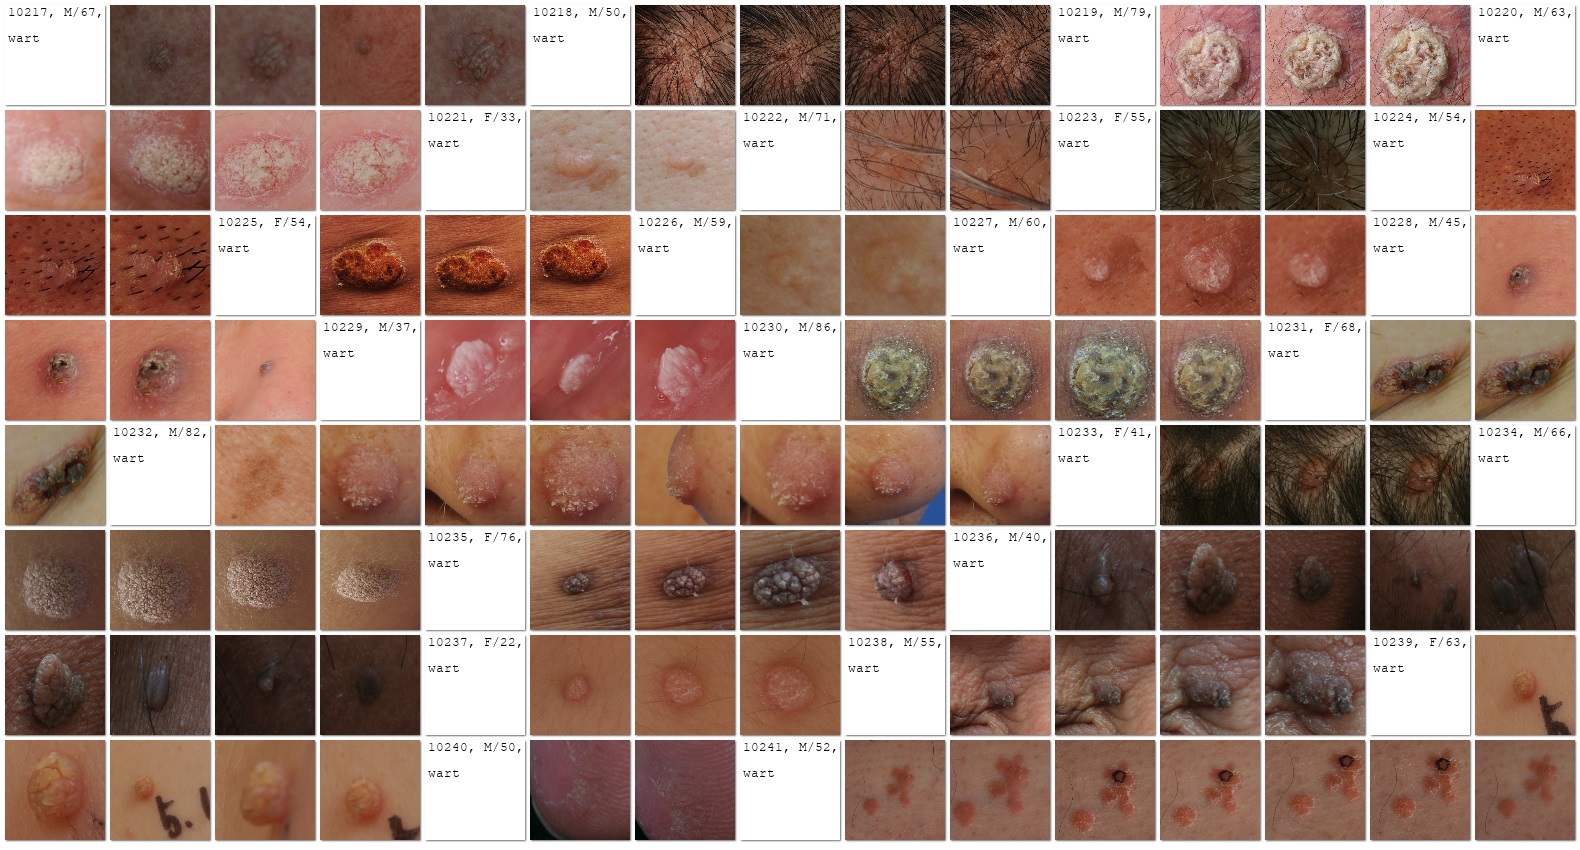 10217, M/67,
wart
10218, M/50,
wart
10219, M/79,
wart
10220, M/63,
wart
10221, F/33,
wart
10222, M/71,
wart
10223, F/55,
wart
10224, M/54,
wart
10225, F/54,
wart
10226, M/59,
wart
10227, M/60,
wart
10228, M/45,
wart
10229, M/37,
wart
10230, M/86,
wart
10231, F/68,
wart
10232, M/82,
wart
10233, F/41,
wart
10234, M/66,
wart
10235, F/76,
wart
10236, M/40,
wart
10237, F/22,
wart
10238, M/55,
wart
10239, F/63,
wart
10240, M/50,
wart
10241, M/52,
wart